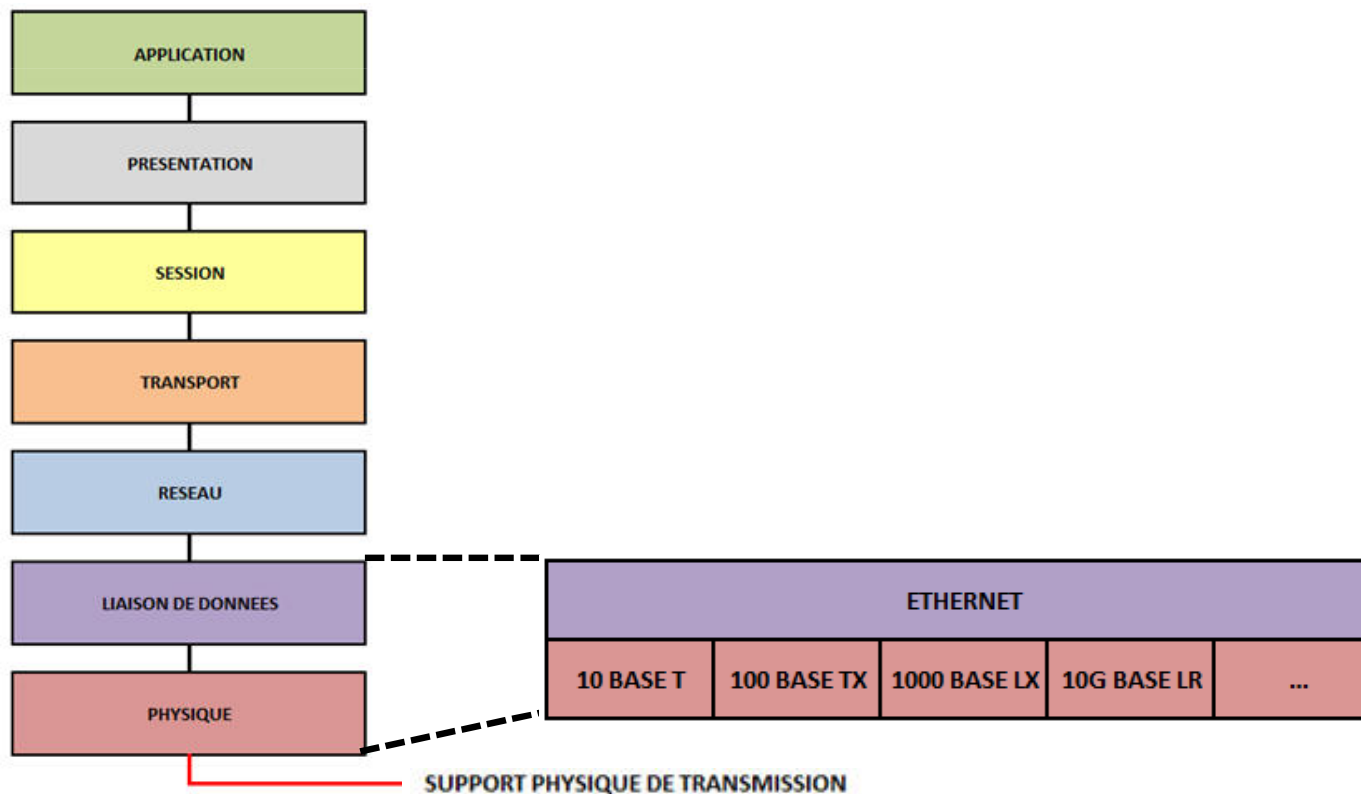 APPLICATION
PRESENTATION
SESSION
TRANSPORT
RESEAU
LIAISON DE DONNEES
PHYSIQUE
ETHERNET
10 BASE T
100 BASE TX
1000 BASE LX
10G BASE LR
...
SUPPORT PHYSIQUE DE TRANSMISSION